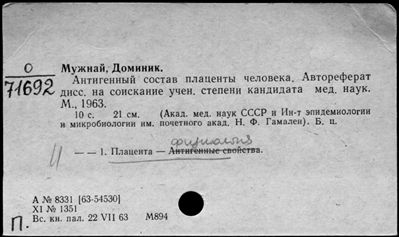 О
71692
Мужнай, Доминик.
Антигенный состав плаценты человека. Автореферат
дисс. на соискание учен. степени кандидата мед. наук.
М., 1963.
10 с. 21 см. (Акад. мед. наук СССР и Ин-т эпидемиологии
и микробиологии им. почетного акад. Н. Ф. Гамалеи). Б. ц.
физиология
— — 1. Плацента — Антигенные свойства.
А № 8331 [63-54530]
XI № 1351
Вс. кн. пал. 22 VII 63 М894
П.